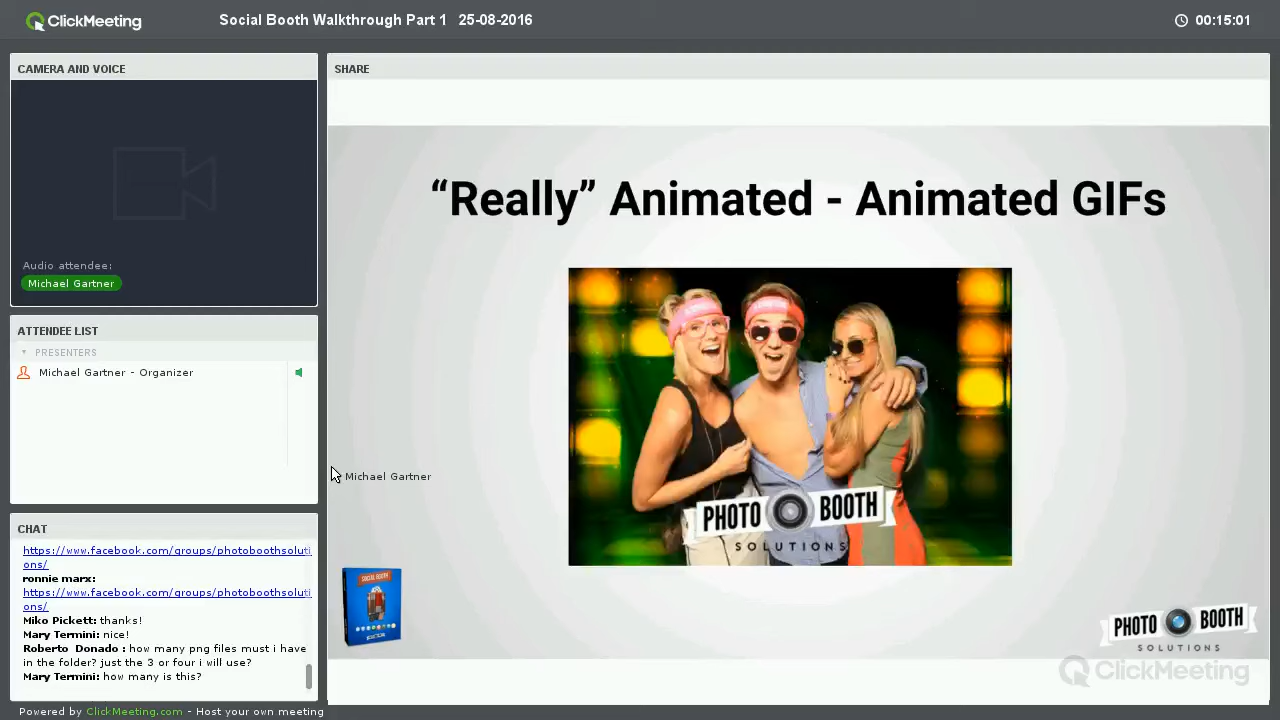 ClickMeeting
Social Booth Walkthrough Part 1 25-08-2016
00:15:01
CAMERA AND VOICE
Audio attendee:
Michael Gartner
ATTENDEE LIST
PRESENTERS
Michael Gartner - Organizer
CHAT
https://www.facebook.com/groups/photoboothsoluti
ons/
ronnie marx:
https://www.facebook.com/groups/photoboothsoluti
ons/
Miko Pickett: thanks!
Mary Termini: nice!
Roberto Donado : how many png files must i have
in the folder? just the 3 or four i will use?
Mary Termini: how many is this?
Powered by ClickMeeting.com - Host your own meeting
SHARE
“Really” Animated - Animated GIFs
PHOTO BOOTH
SOLUTIONS
Michael Gartner
SOCIAL BOOTH
PHOTO BOOTH
SOLUTIONS
ClickMeeting